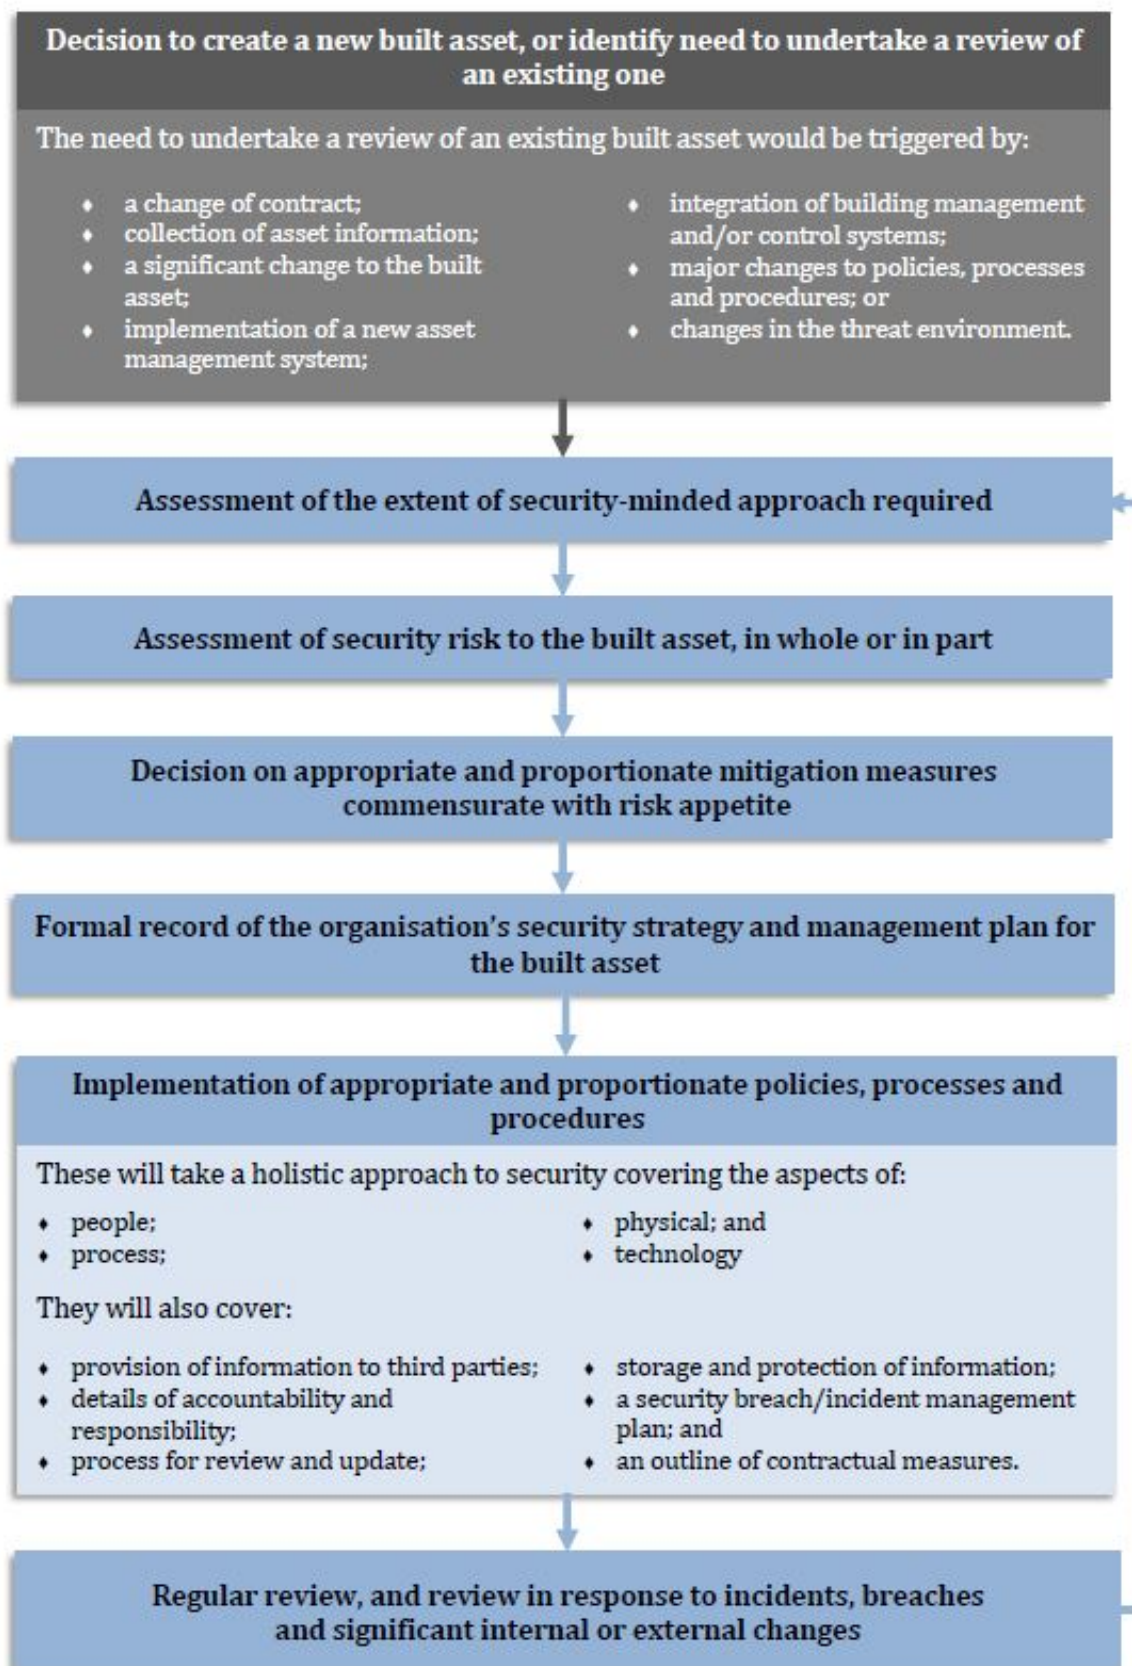 Decision to create a new built asset, or identify need to undertake a review of
an existing one
The need to undertake a review of an existing built asset would be triggered by:
♦ a change of contract;
♦ collection of asset information;
♦ a significant change to the built
asset;
♦ implementation of a new asset
management system;
♦ integration of building management
and/or control systems;
♦ major changes to policies, processes
and procedures; or
♦ changes in the threat environment.
Assessment of the extent of security-minded approach required
Assessment of security risk to the built asset, in whole or in part
Decision on appropriate and proportionate mitigation measures
commensurate with risk appetite
Formal record of the organisation's security strategy and management plan for
the built asset
Implementation of appropriate and proportionate policies, processes and
procedures
These will take a holistic approach to security covering the aspects of:
♦ people;
♦ process;
♦ physical; and
♦ technology
They will also cover:
♦ provision of information to third parties;
♦ details of accountability and
responsibility;
♦ process for review and update;
♦ storage and protection of information;
♦ a security breach/incident management
plan; and
♦ an outline of contractual measures.
Regular review, and review in response to incidents, breaches
and significant internal or external changes